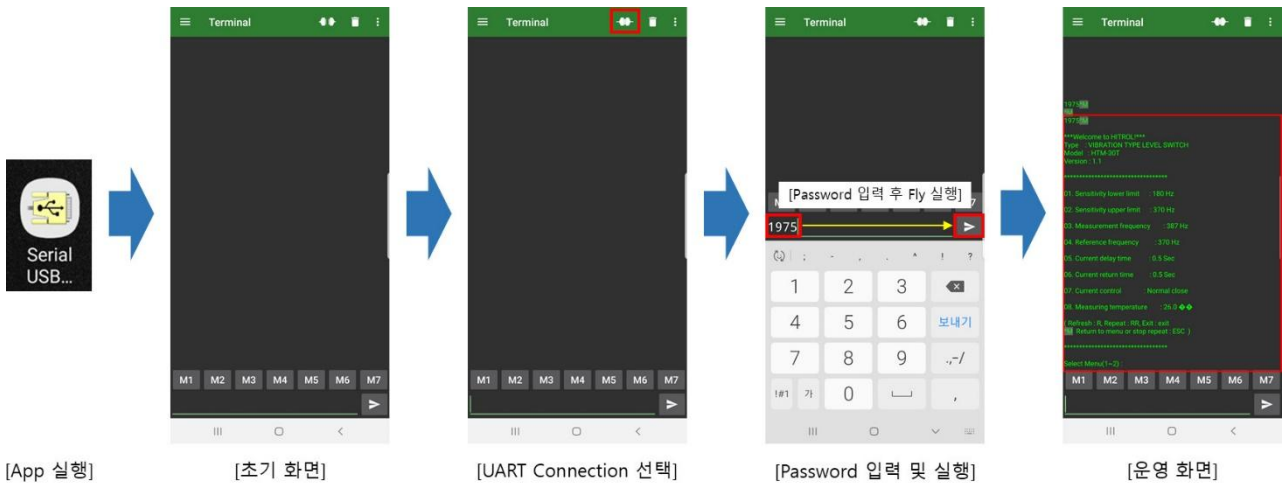 Serial
USB...
[App 실행]
Terminal
M1 M2 M3 M4 M5 M6 M7
[초기 화면]
Terminal
M1 M2 M3 M4 M5 M6 M7
[UART Connection 선택]
Terminal
[Password 입력 후 Fly 실행]
1975
; - , . ^ ! ?
1 2 3
4 5 6 보내기
7 8 9 .,-/
!#1 가 0 ,
[Password 입력 및 실행]
Terminal
1975
1975
***Welcome to HITROL!***
Type : VIBRATION TYPE LEVEL SWITCH
Model : HTM-30T
Version : 1.1
01. Sensitivity lower limit : 180 Hz
02. Sensitivity upper limit : 370 Hz
03. Measurement frequency : 387 Hz
04. Reference frequency : 370 Hz
05. Current delay time : 0.5 Sec
06. Current return time : 0.5 Sec
07. Current control : Normal close
08. Measuring temperature : 26.0 ��
( Refresh : R, Repeat : RR, Exit : exit
Return to menu or stop repeat : ESC )
Select Menu(1~2) :
M1 M2 M3 M4 M5 M6 M7
[운영 화면]